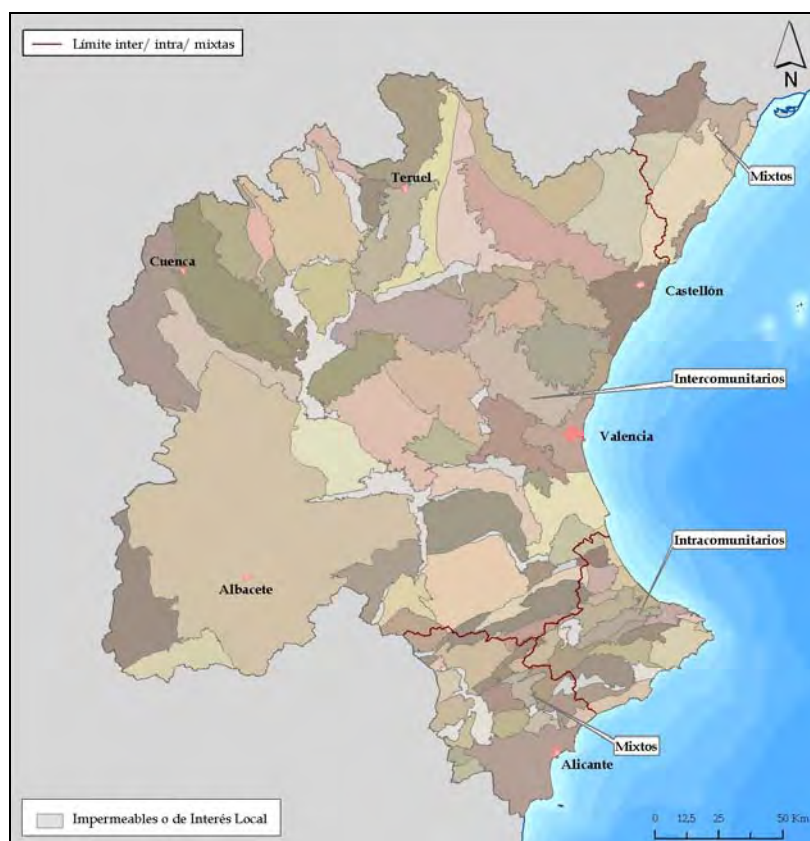 Límite inter/ intra/ mixtas
N
Mixtos
Teruel
Cuenca
Castellón
Intercomunitarios
Valencia
Intracomunitarios
Albacete
Mixtos
Alicante
Impermeables o de Interés Local
0 12,5 25 50 Km